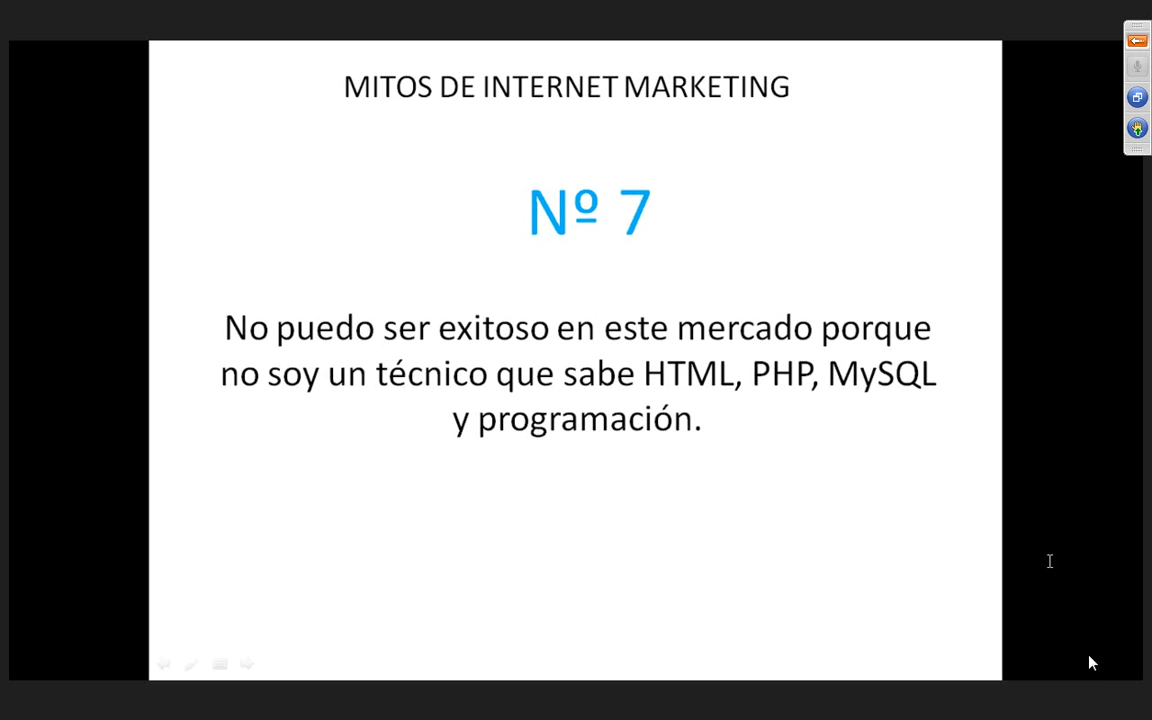 MITOS DE INTERNET MARKETING
Nº 7
No puedo ser exitoso en este mercado porque
no soy un técnico que sabe HTML, PHP, MySQL
y programación.